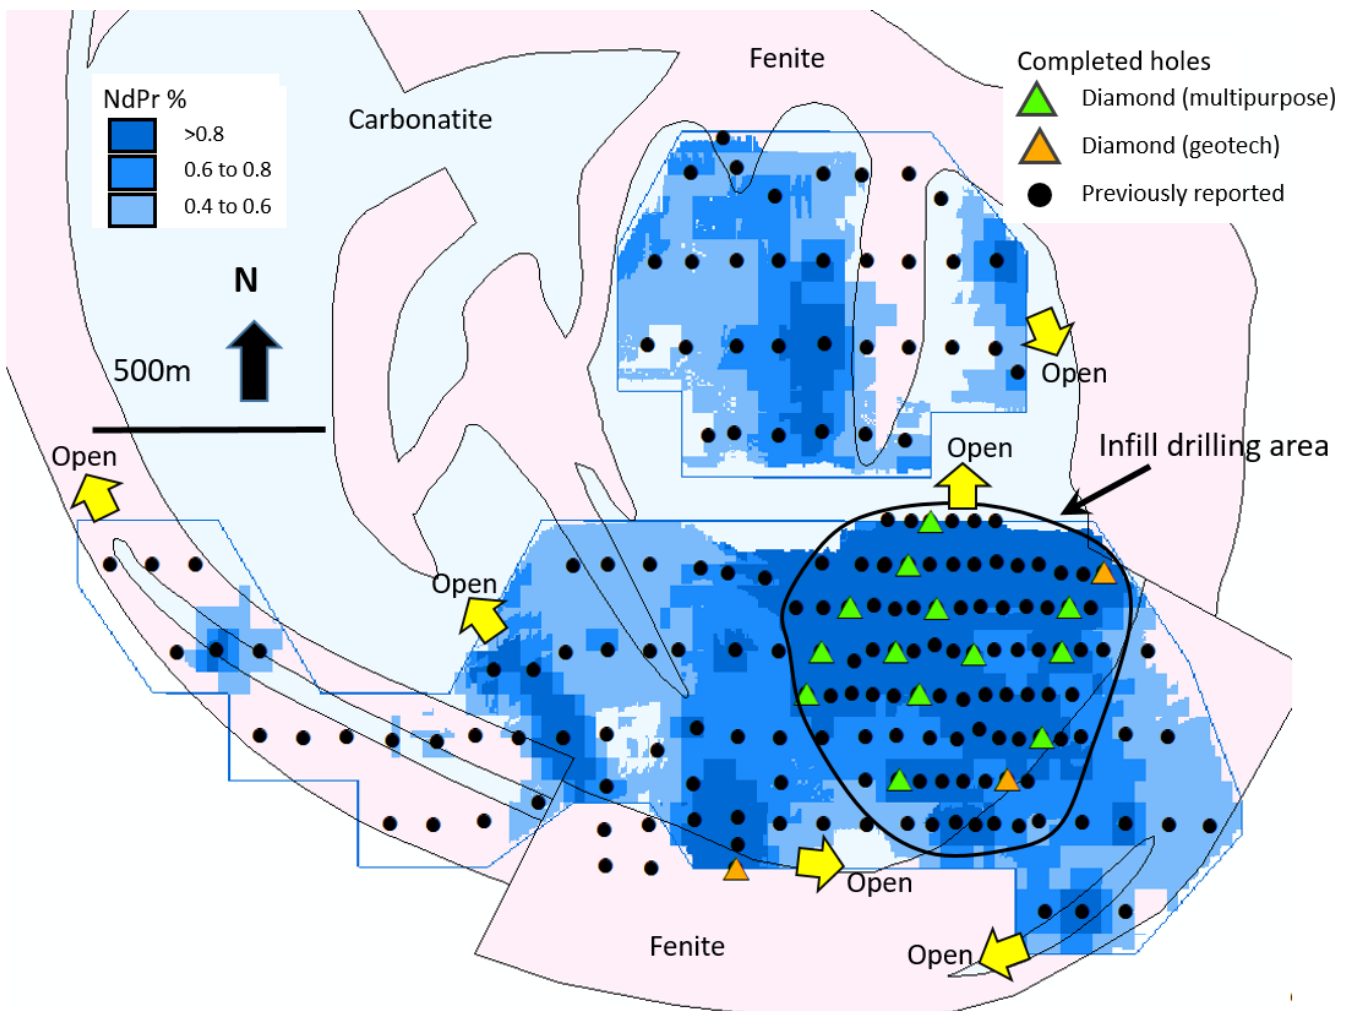 Fenite
Completed holes
Diamond (multipurpose)
Diamond (geotech)
Previously reported
NdPr %
>0.8
0.6 to 0.8
0.4 to 0.6
Carbonatite
N
500m
Open
Open
Open
Infill drilling area
Open
Open
Fenite
Open